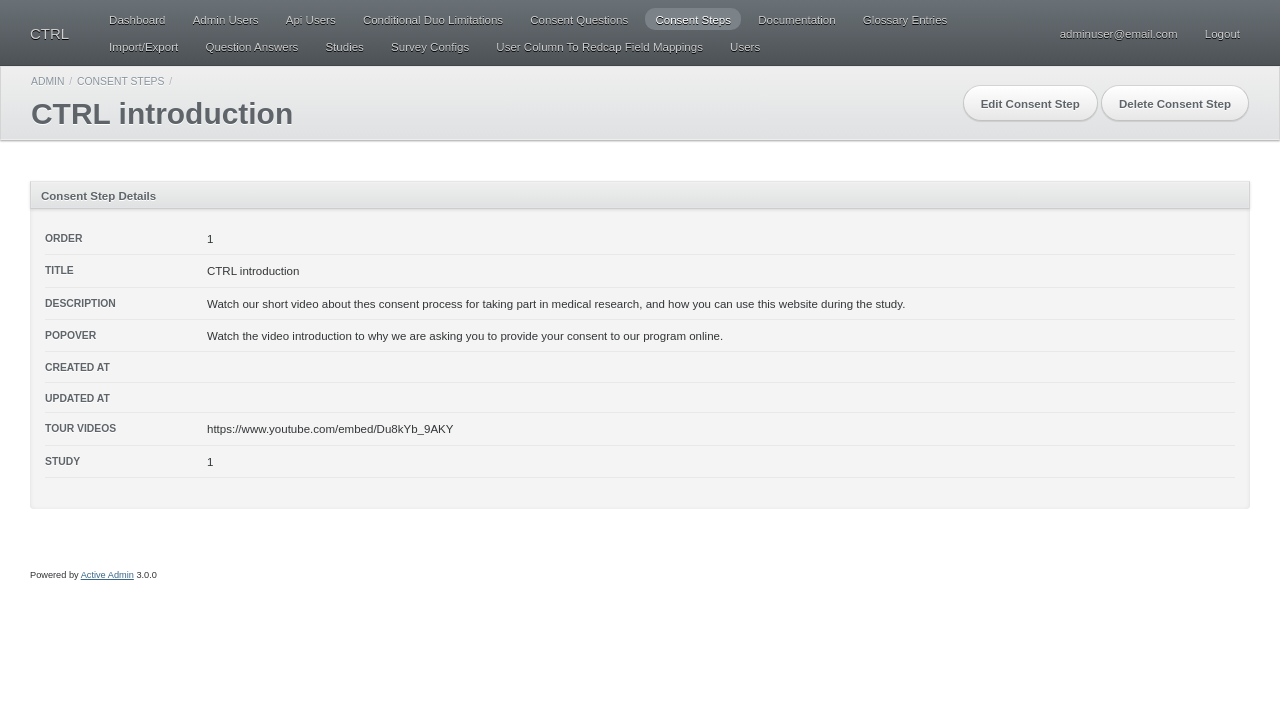 CTRL
Dashboard Admin Users Api Users Conditional Duo Limitations Consent Questions Consent Steps Documentation Glossary Entries
Import/Export Question Answers Studies Survey Configs User Column To Redcap Field Mappings Users
adminuser@email.com Logout
ADMIN / CONSENT STEPS /
CTRL introduction
Edit Consent Step Delete Consent Step
Consent Step Details
ORDER 1
TITLE CTRL introduction
DESCRIPTION Watch our short video about thes consent process for taking part in medical research, and how you can use this website during the study.
POPOVER Watch the video introduction to why we are asking you to provide your consent to our program online.
CREATED AT
UPDATED AT
TOUR VIDEOS https://www.youtube.com/embed/Du8kYb_9AKY
STUDY 1
Powered by Active Admin 3.0.0